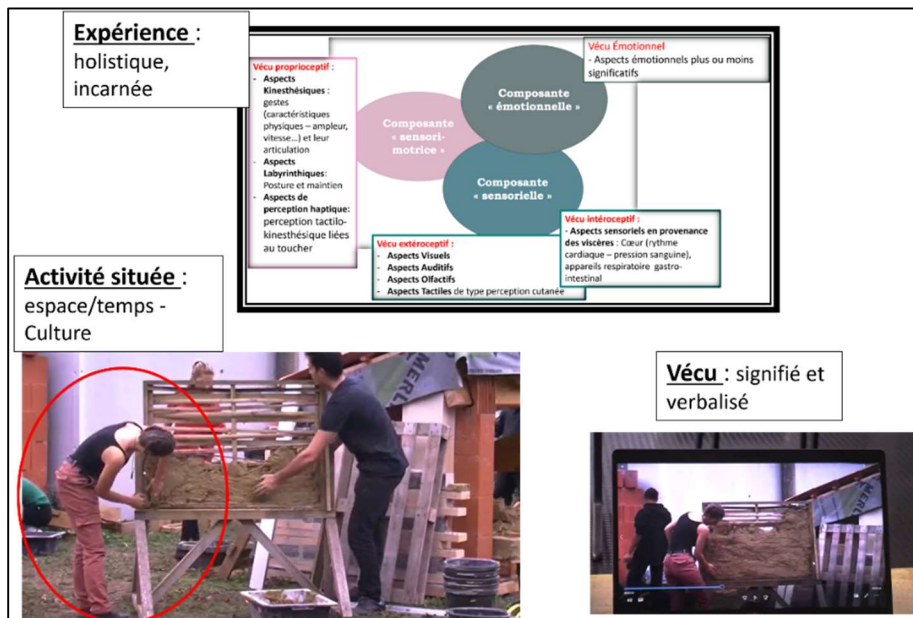 Expérience :
holistique,
incarnée
Vécu proprioceptif :
- Aspects
Kinesthésiques :
gestes
(caractéristiques
physiques – ampleur,
vitesse…) et leur
articulation
- Aspects
Labyrinthiques:
Posture et maintien
- Aspects de
perception haptique:
perception tactilo-
kinesthésique liées
au toucher
Composante
« sensori-
motrice »
Composante
« émotionnelle »
Composante
« sensorielle »
Vécu Émotionnel
- Aspects émotionnels plus ou moins
significatifs
Vécu extéroceptif :
- Aspects Visuels
- Aspects Auditifs
- Aspects Olfactifs
- Aspects Tactiles de type perception cutanée
Vécu intéroceptif :
- Aspects sensoriels en provenance
des viscères : Cœur (rythme
cardiaque – pression sanguine),
appareils respiratoire gastro-
intestinal
Activité située :
espace/temps -
Culture
MERL
Vécu : signifié et
verbalisé